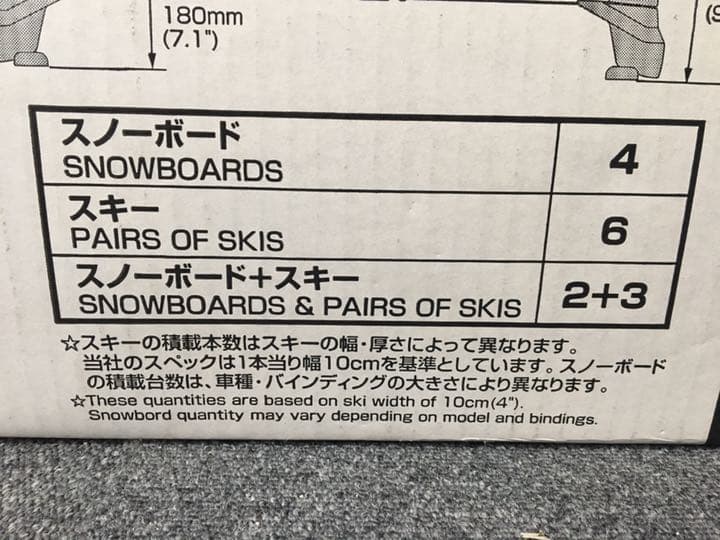 180mm
(7.1")
スノーボード
SNOWBOARDS
4
スキー
PAIRS OF SKIS
6
スノーボード+スキー
SNOWBOARDS & PAIRS OF SKIS
2+3
☆スキーの積載本数はスキーの幅・厚さによって異なります。
当社のスペックは1本当り幅10cmを基準としています。スノーボード
の積載台数は、車種・バインディングの大きさにより異なります。
☆These quantities are based on ski width of 10cm(4").
Snowbord quantity may vary depending on model and bindings.